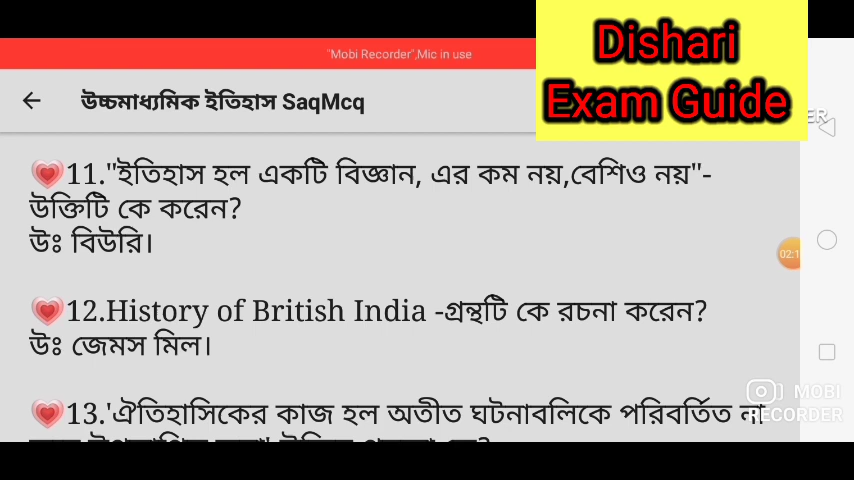 "Mobi Recorder",Mic in use
Dishari
Exam Guide
উচ্চমাধ্যমিক ইতিহাস SaqMcq
11."ইতিহাস হল একটি বিজ্ঞান, এর কম নয়,বেশিও নয়"-
উক্তিটি কে করেন?
উঃ বিউরি।
02:1
12.History of British India -গ্রন্থটি কে রচনা করেন?
উঃ জেমস মিল।
MOBI
RECORDER
13.'ঐতিহাসিকের কাজ হল অতীত ঘটনাবলিকে পরিবর্তিত না